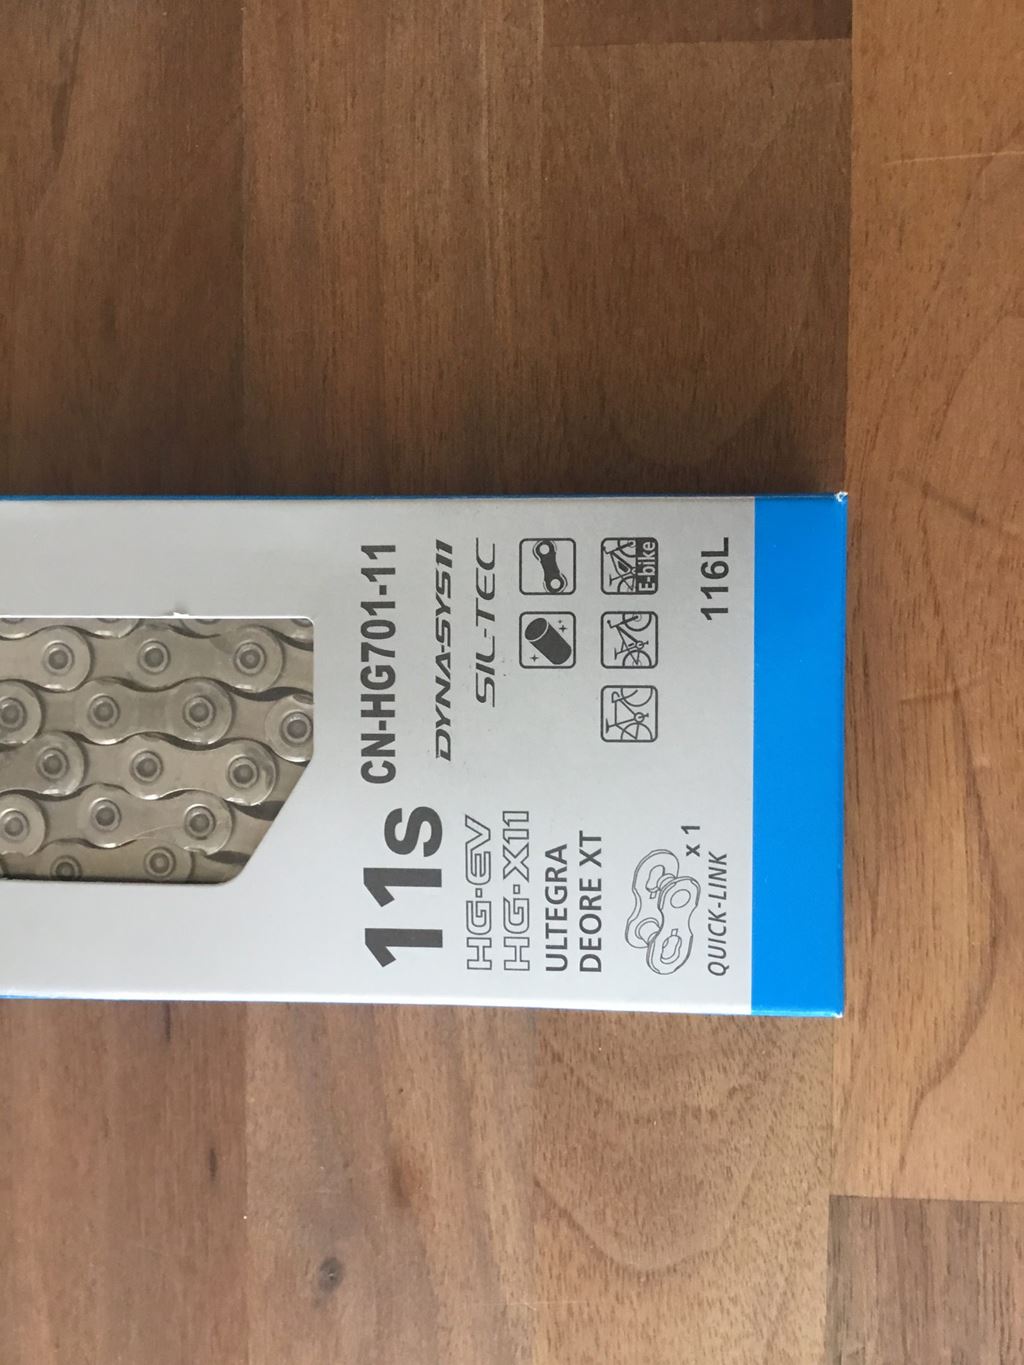 11s CN-HG701-11
HG-EV DYNA-SYS11
HG-X11 SIL-TEC
ULTEGRA
DEORE XT
E-bike
x 1
QUICK-LINK 116L